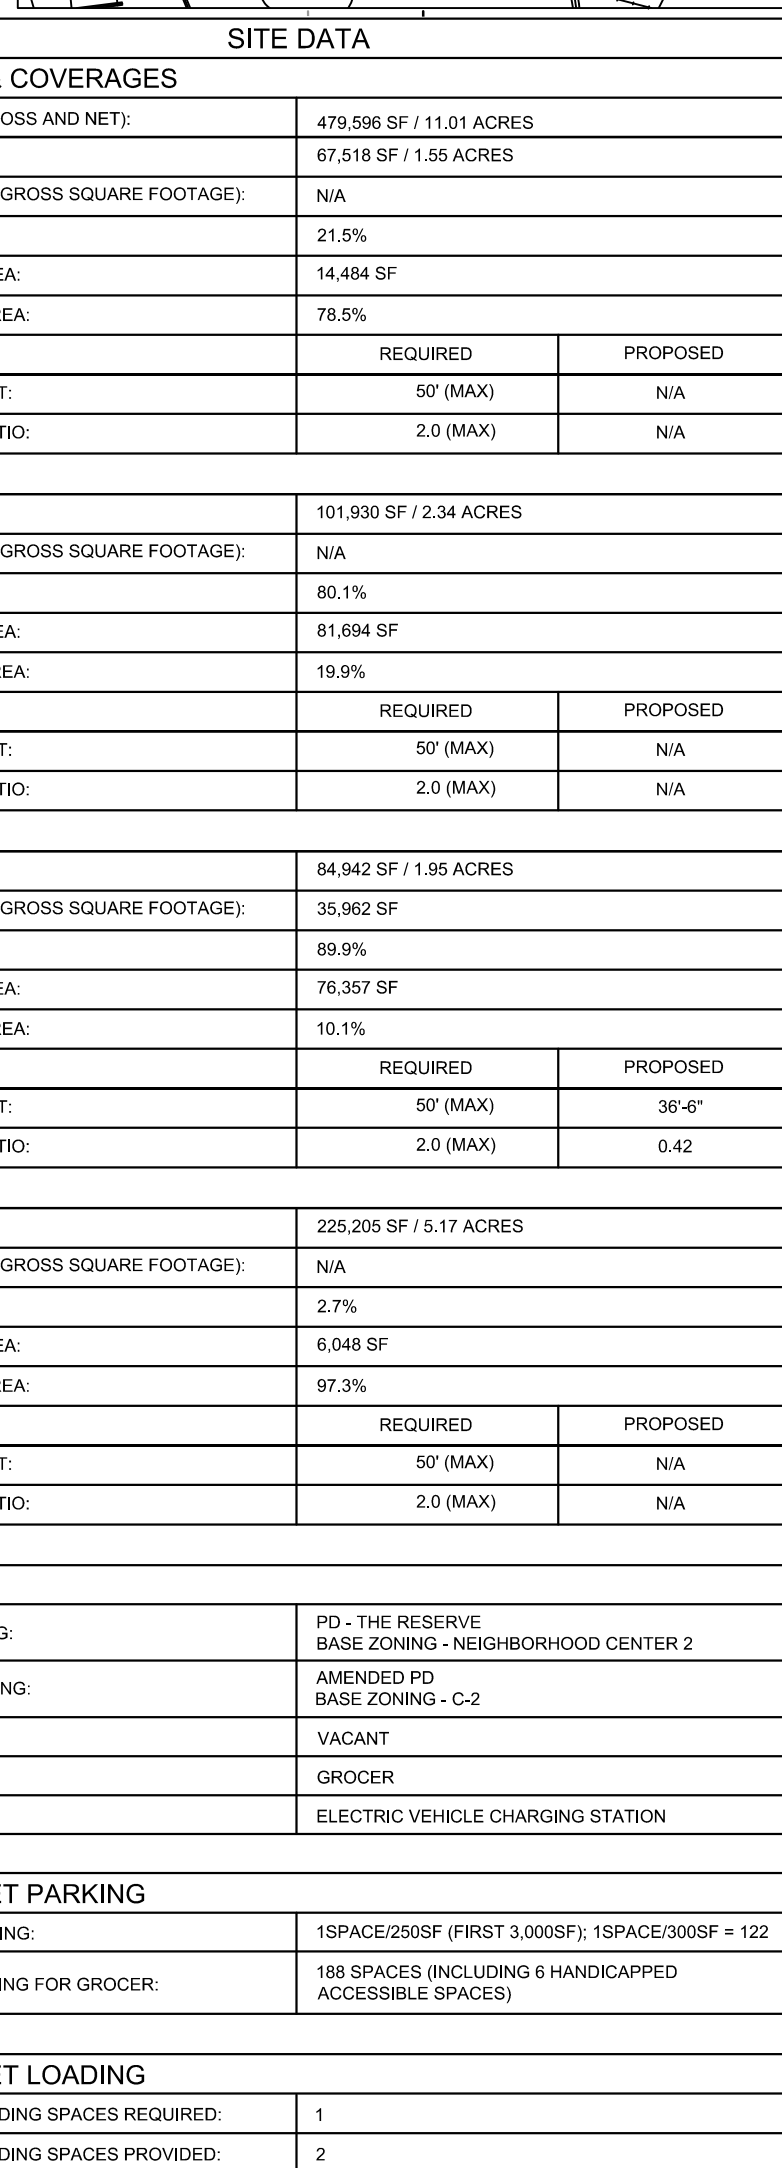 SITE DATA
COVERAGES
OSS AND NET): 479,596 SF / 11.01 ACRES
67,518 SF / 1.55 ACRES
GROSS SQUARE FOOTAGE): N/A
21.5%
EA: 14,484 SF
REA: 78.5%
REQUIRED PROPOSED
T: 50' (MAX) N/A
TIO: 2.0 (MAX) N/A
101,930 SF / 2.34 ACRES
GROSS SQUARE FOOTAGE): N/A
80.1%
EA: 81,694 SF
REA: 19.9%
REQUIRED PROPOSED
T: 50' (MAX) N/A
TIO: 2.0 (MAX) N/A
84,942 SF / 1.95 ACRES
GROSS SQUARE FOOTAGE): 35,962 SF
89.9%
EA: 76,357 SF
REA: 10.1%
REQUIRED PROPOSED
T: 50' (MAX) 36'-6"
TIO: 2.0 (MAX) 0.42
225,205 SF / 5.17 ACRES
GROSS SQUARE FOOTAGE): N/A
2.7%
EA: 6,048 SF
REA: 97.3%
REQUIRED PROPOSED
T: 50' (MAX) N/A
TIO: 2.0 (MAX) N/A
G: PD - THE RESERVE
BASE ZONING - NEIGHBORHOOD CENTER 2
NG: AMENDED PD
BASE ZONING - C-2
VACANT
GROCER
ELECTRIC VEHICLE CHARGING STATION
ET PARKING
ING: 1SPACE/250SF (FIRST 3,000SF); 1SPACE/300SF = 122
ING FOR GROCER: 188 SPACES (INCLUDING 6 HANDICAPPED
ACCESSIBLE SPACES)
ET LOADING
DING SPACES REQUIRED: 1
DING SPACES PROVIDED: 2